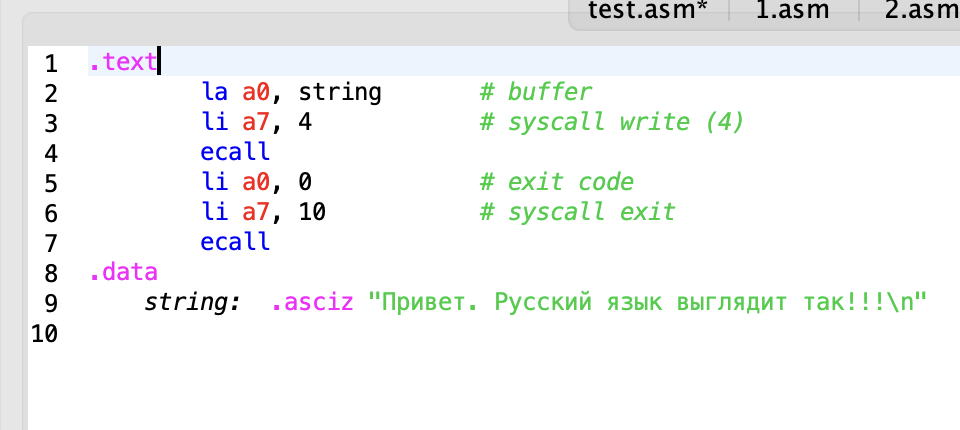 test.asm* 1.asm 2.asm
1 .text
2 la a0, string # buffer
3 li a7, 4 # syscall write (4)
4 ecall
5 li a0, 0 # exit code
6 li a7, 10 # syscall exit
7 ecall
8 .data
9 string: .asciz "Привет. Русский язык выглядит так!!!\n"
10